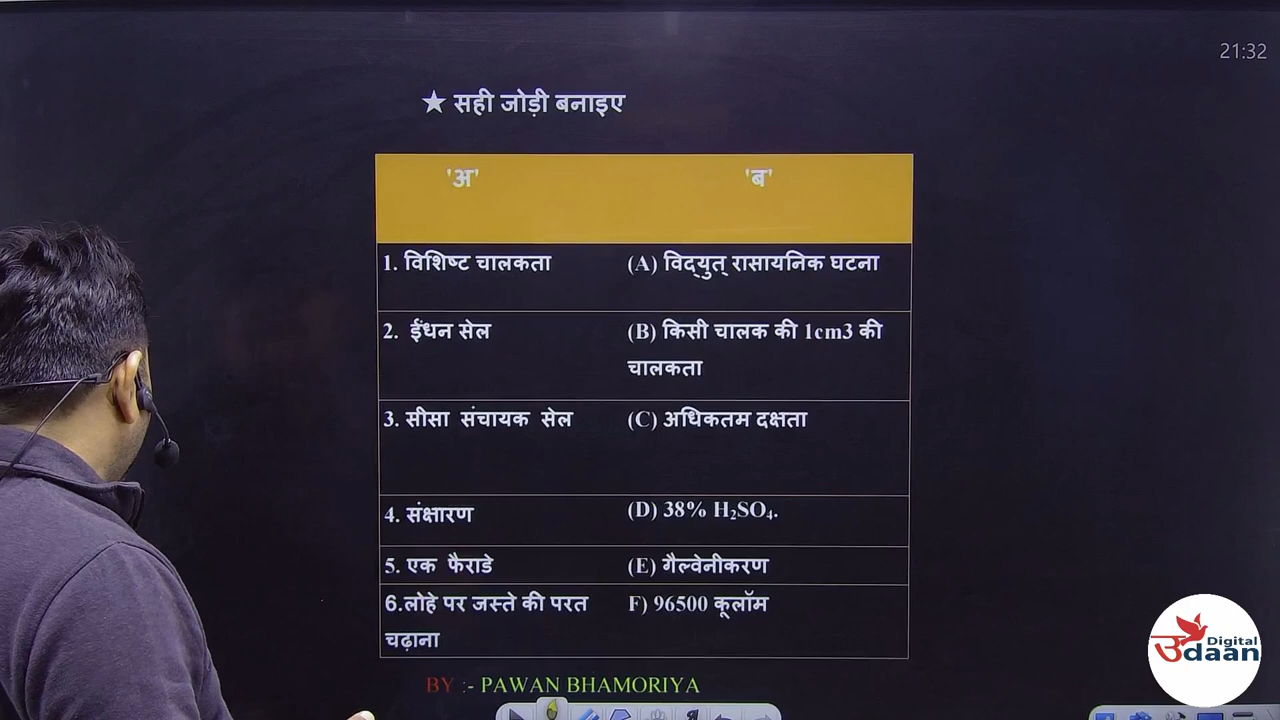 21:32
★ सही जोड़ी बनाइए
'अ' 'ब'
1. विशिष्ट चालकता (A) विद्युत् रासायनिक घटना
2. ईंधन सेल (B) किसी चालक की 1cm3 की
चालकता
3. सीसा संचायक सेल (C) अधिकतम दक्षता
4. संक्षारण (D) 38% H₂SO₄.
5. एक फैराडे (E) गैल्वेनीकरण
6.लोहे पर जस्ते की परत F) 96500 कूलॉम
चढ़ाना
BY :- PAWAN BHAMORIYA
Digital
उdaan